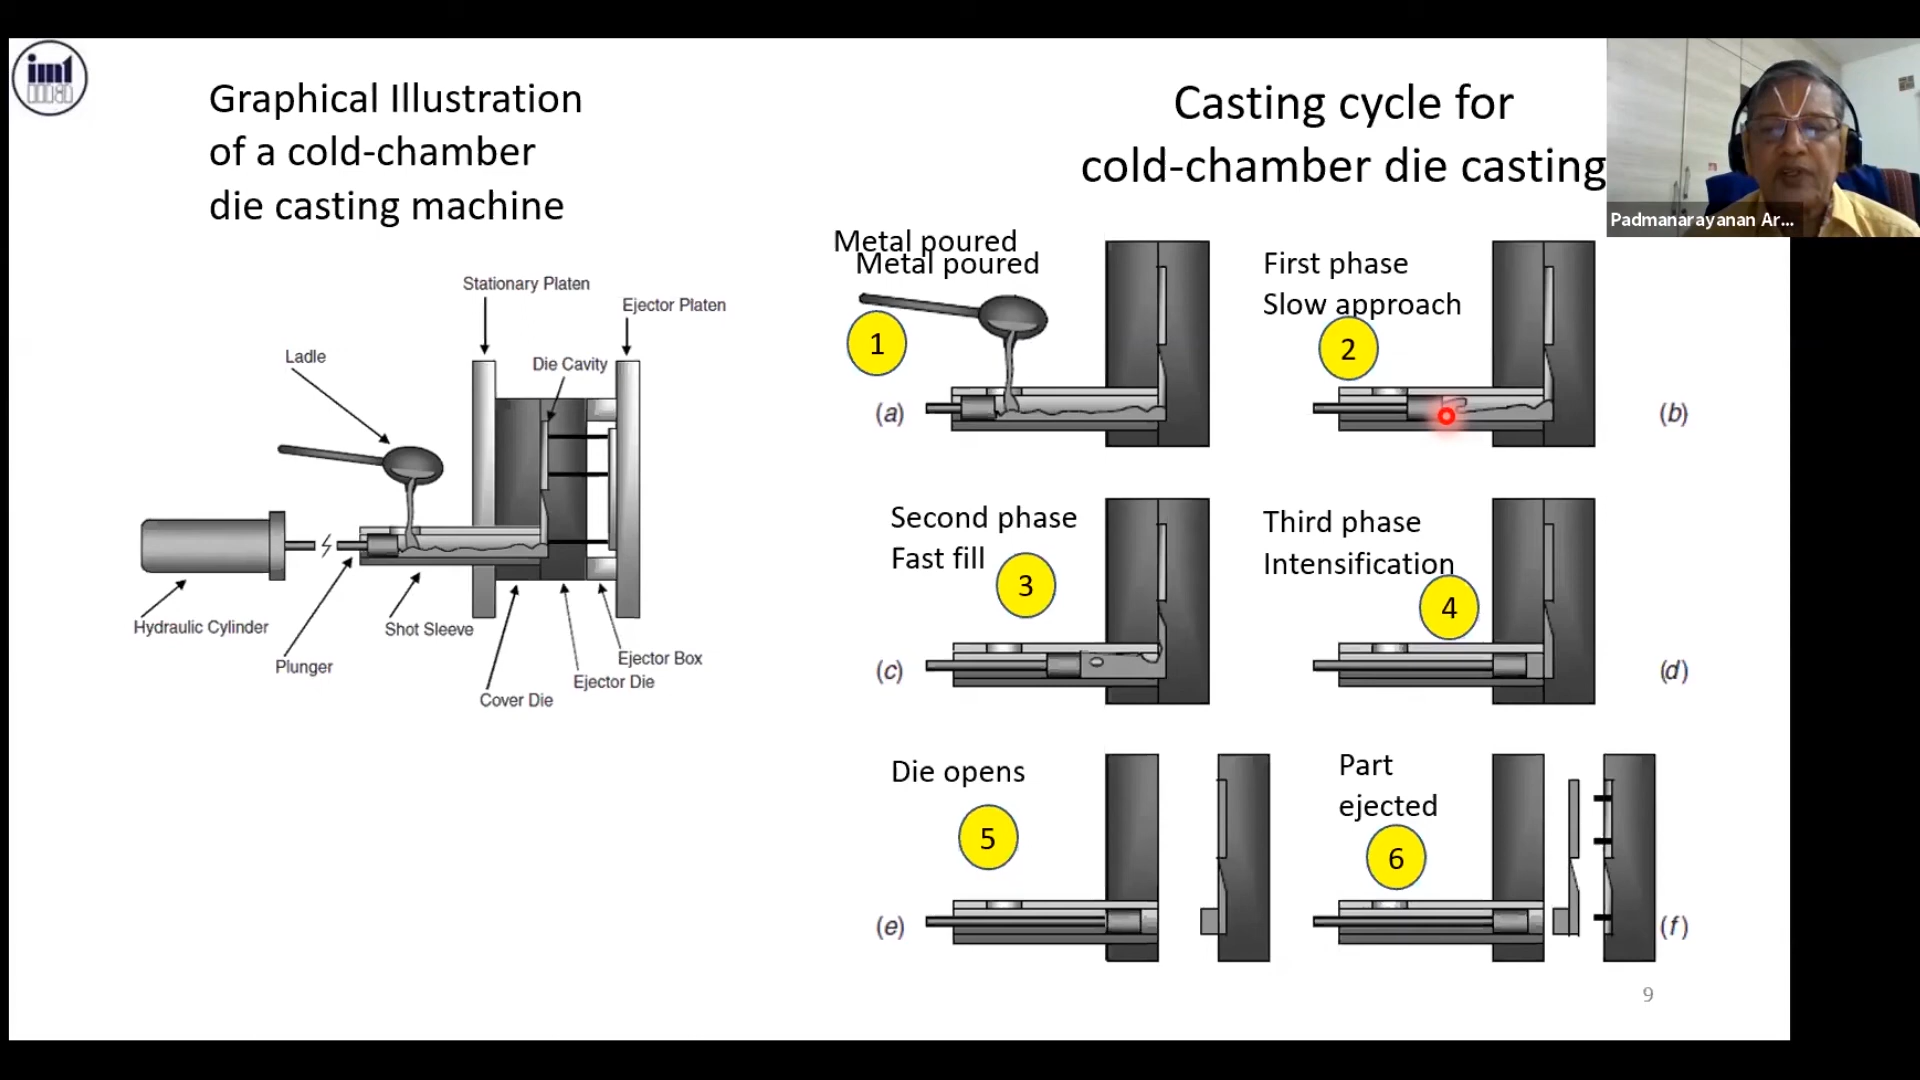 im1
Graphical Illustration
of a cold-chamber
die casting machine
Casting cycle for
cold-chamber die casting
Padmanarayanan Ar...
Stationary Platen
Ejector Platen
Ladle
Die Cavity
Hydraulic Cylinder
Plunger
Shot Sleeve
Cover Die
Ejector Die
Ejector Box
Metal poured
Metal poured
1
(a)
First phase
Slow approach
2
(b)
Second phase
Fast fill
3
(c)
Third phase
Intensification
4
(d)
Die opens
5
(e)
Part
ejected
6
(f)
9